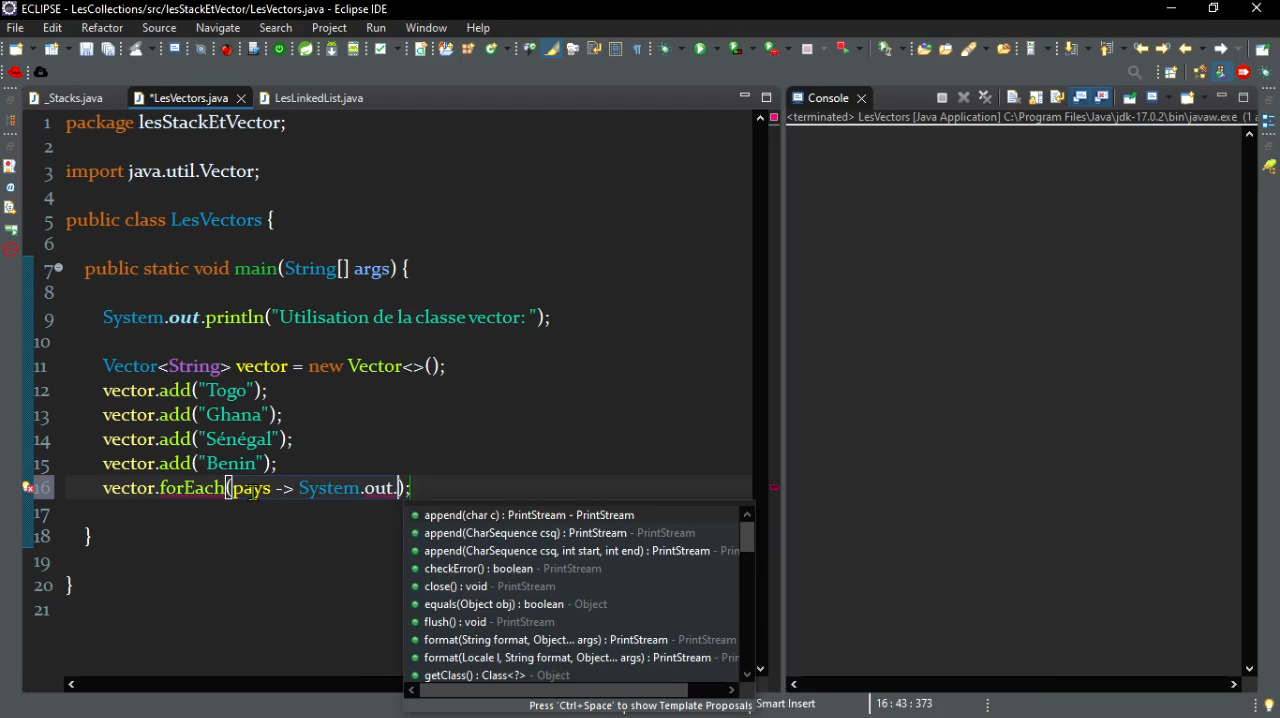 ECLIPSE - LesCollections/src/lesStackEtVector/LesVectors.java - Eclipse IDE
File Edit Refactor Source Navigate Search Project Run Window Help
_Stacks.java *LesVectors.java LesLinkedList.java
1 package lesStackEtVector;
2
3 import java.util.Vector;
4
5 public class LesVectors {
6
7 public static void main(String[] args) {
8
9 System.out.println("Utilisation de la classe vector: ");
10
11 Vector<String> vector = new Vector<>();
12 vector.add("Togo");
13 vector.add("Ghana");
14 vector.add("Sénégal");
15 vector.add("Benin");
16 vector.forEach(pays -> System.out.);
17
18 }
19
20 }
21
append(char c) : PrintStream - PrintStream
append(CharSequence csq) : PrintStream - PrintStream
append(CharSequence csq, int start, int end) : PrintStream - Prin
checkError() : boolean - PrintStream
close() : void - PrintStream
equals(Object obj) : boolean - Object
flush() : void - PrintStream
format(String format, Object... args) : PrintStream - PrintStream
format(Locale l, String format, Object... args) : PrintStream - Prin
getClass() : Class<?> - Object
Press 'Ctrl+Space' to show Template Proposals
Console
<terminated> LesVectors [Java Application] C:\Program Files\Java\jdk-17.0.2\bin\javaw.exe (1 a
Smart Insert
16 : 43 : 373